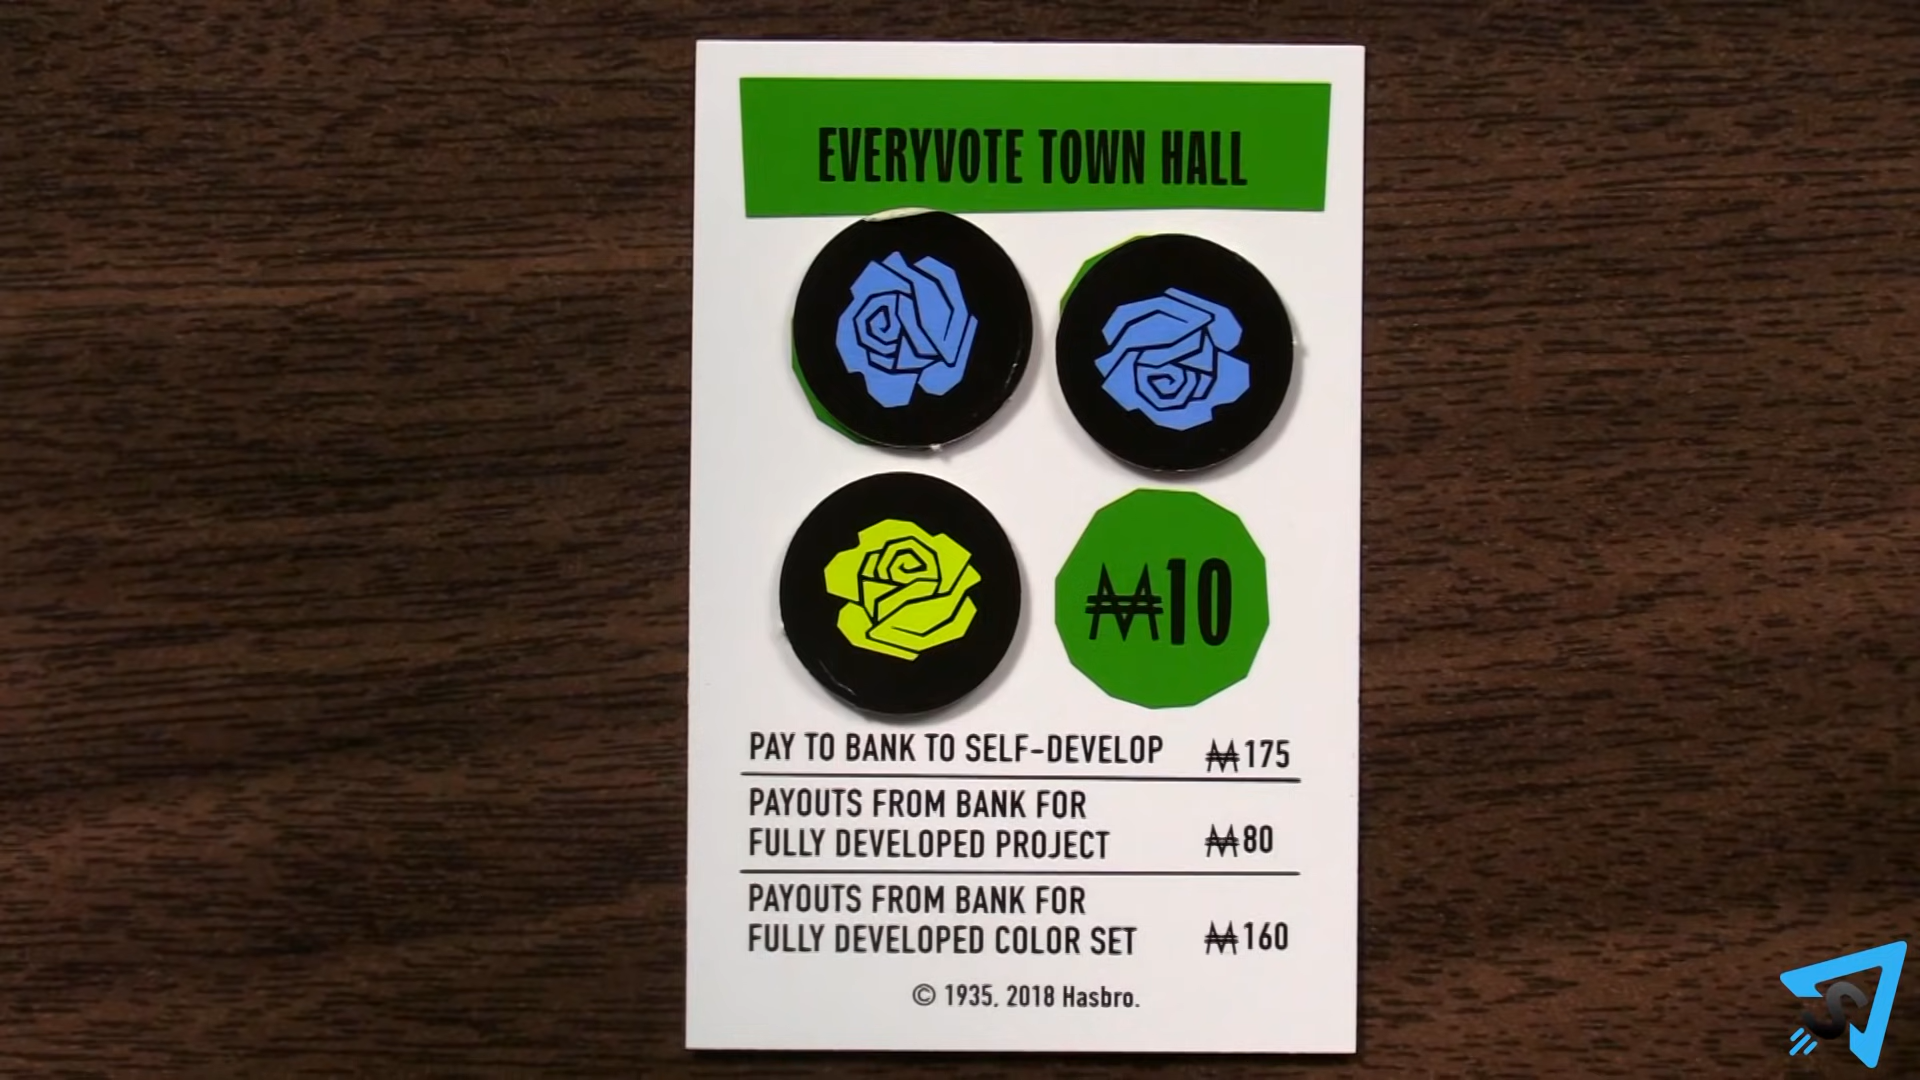 EVERYVOTE TOWN HALL
₩10
PAY TO BANK TO SELF-DEVELOP ₩175
PAYOUTS FROM BANK FOR
FULLY DEVELOPED PROJECT ₩80
PAYOUTS FROM BANK FOR
FULLY DEVELOPED COLOR SET ₩160
© 1935, 2018 Hasbro.
S